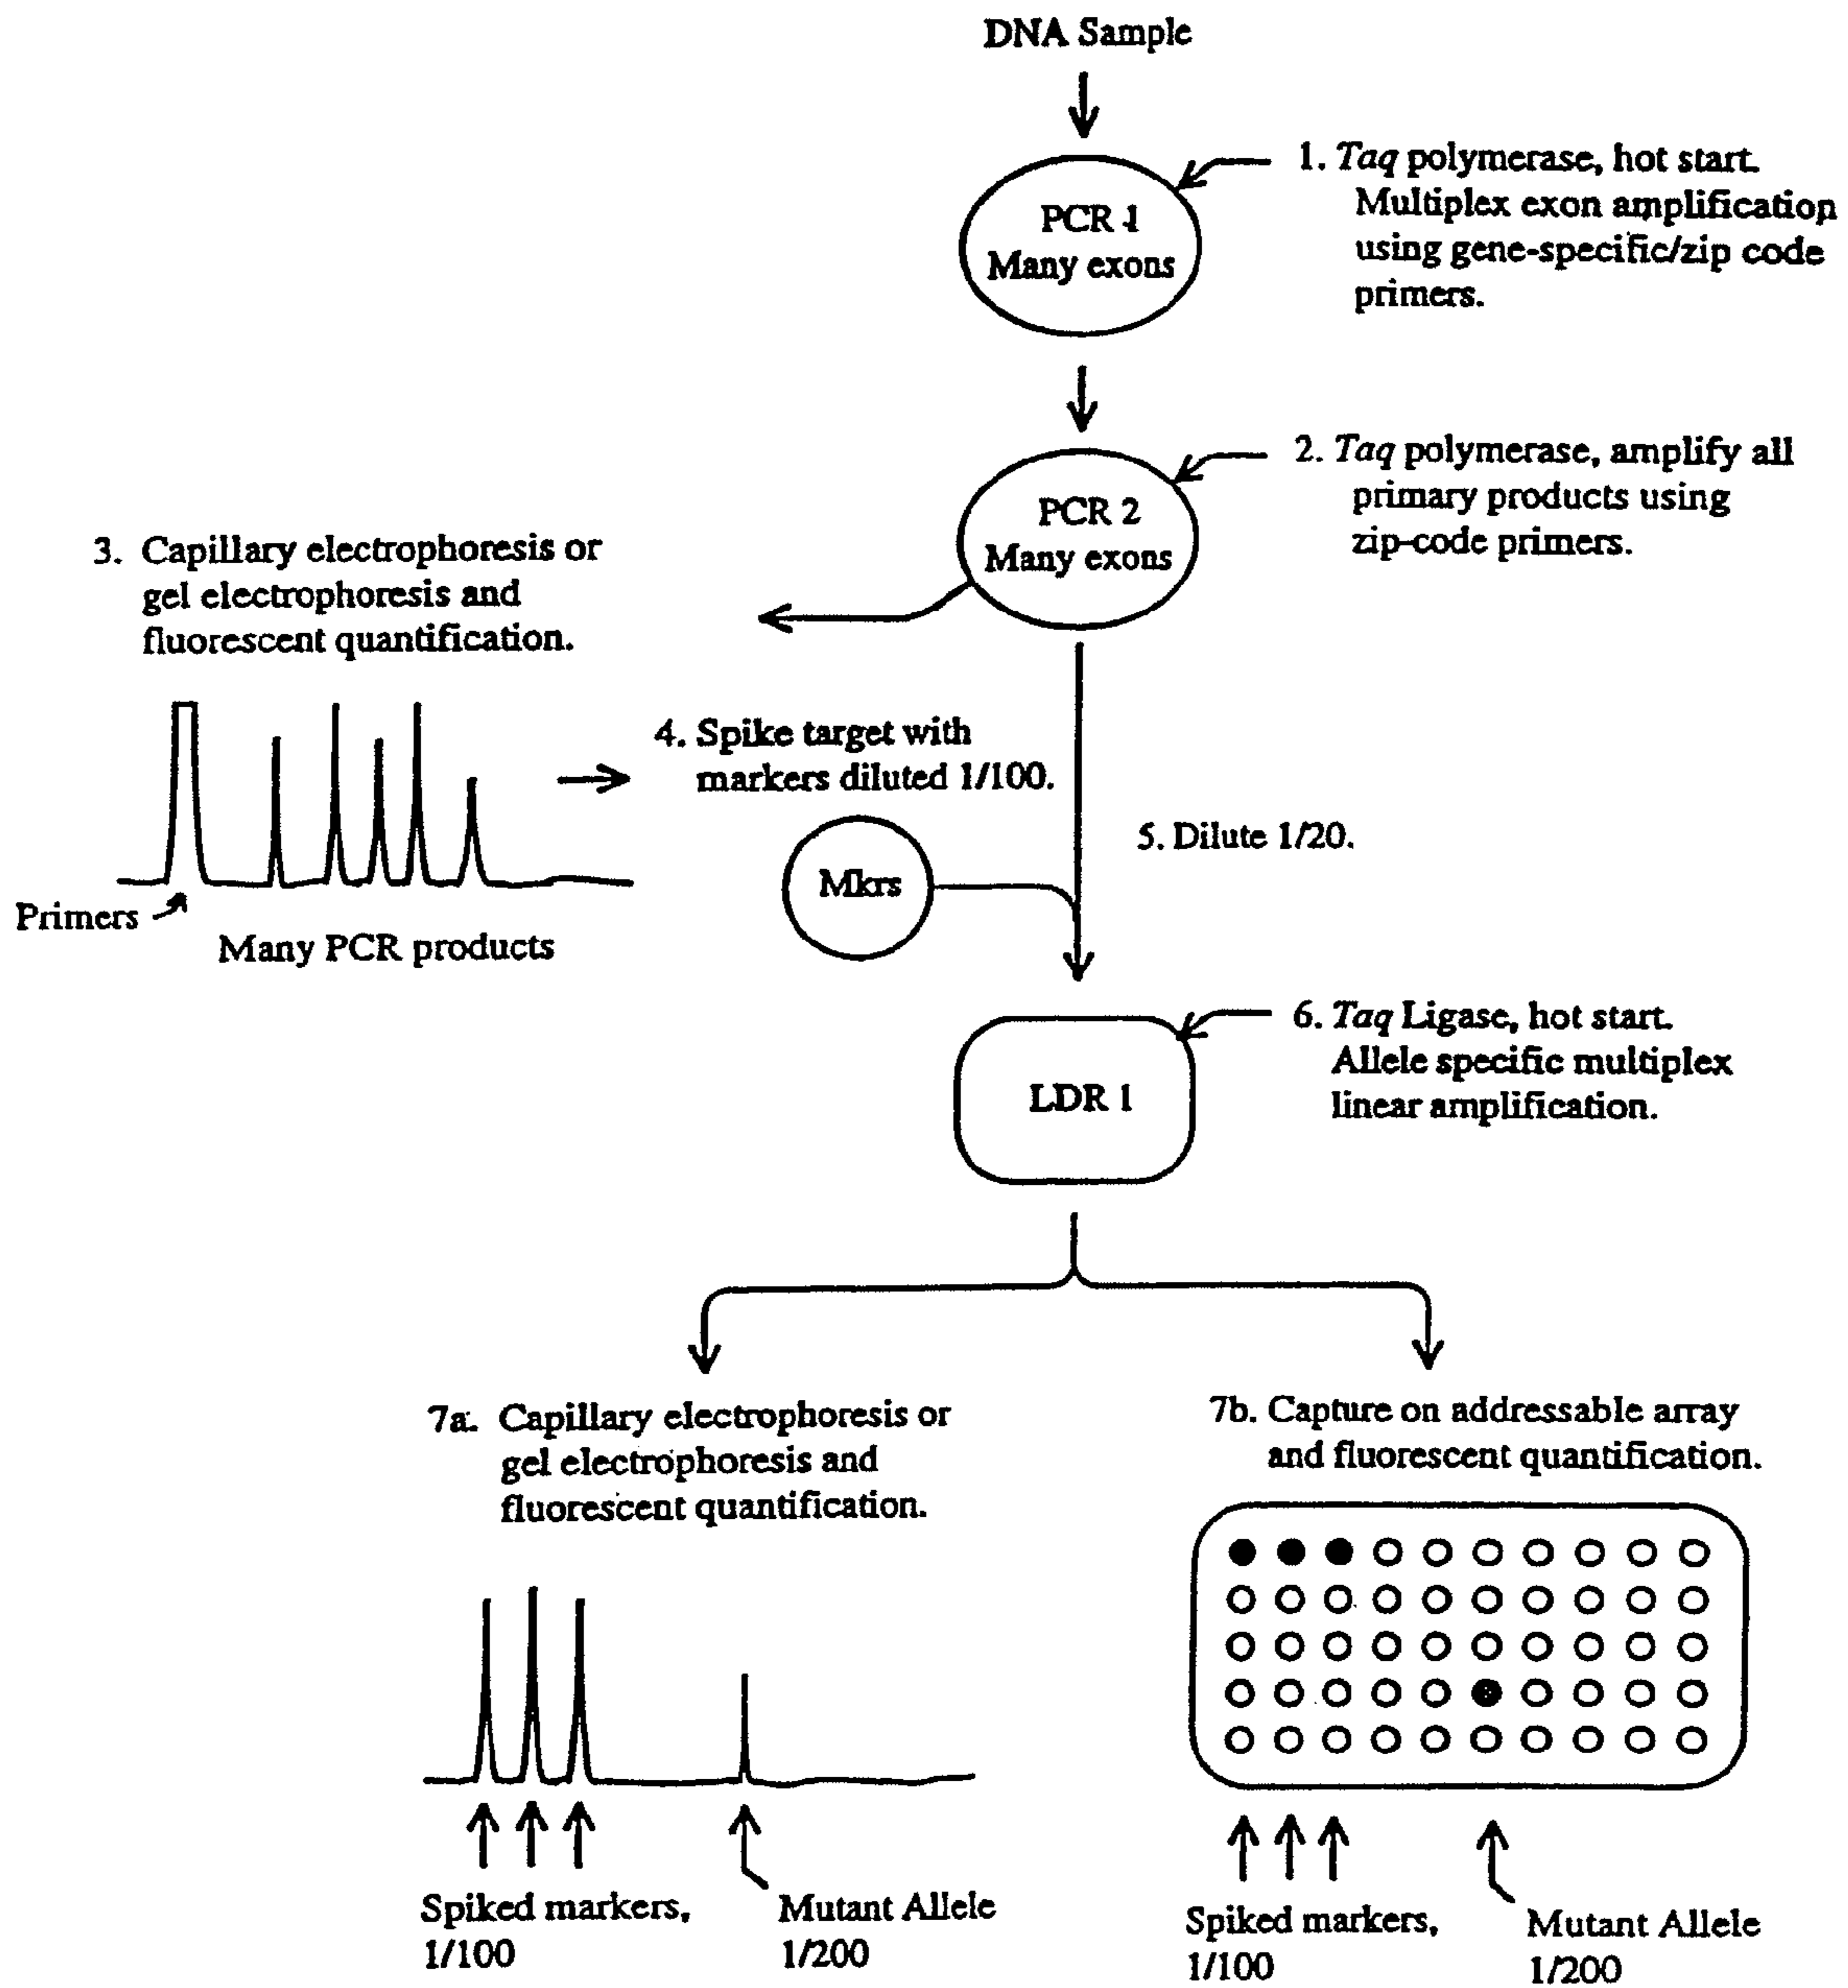 DNA Sample
PCR 1
Many exons
1. Taq polymerase, hot start.
Multiplex exon amplification
using gene-specific/zip code
primers.
PCR 2
Many exons
2. Taq polymerase, amplify all
primary products using
zip-code primers.
3. Capillary electrophoresis or
gel electrophoresis and
fluorescent quantification.
Primers
Many PCR products
4. Spike target with
markers diluted 1/100.
Mkrs
5. Dilute 1/20.
LDR 1
6. Taq Ligase, hot start.
Allele specific multiplex
linear amplification.
7a. Capillary electrophoresis or
gel electrophoresis and
fluorescent quantification.
Spiked markers,
1/100
Mutant Allele
1/200
7b. Capture on addressable array
and fluorescent quantification.
Spiked markers,
1/100
Mutant Allele
1/200